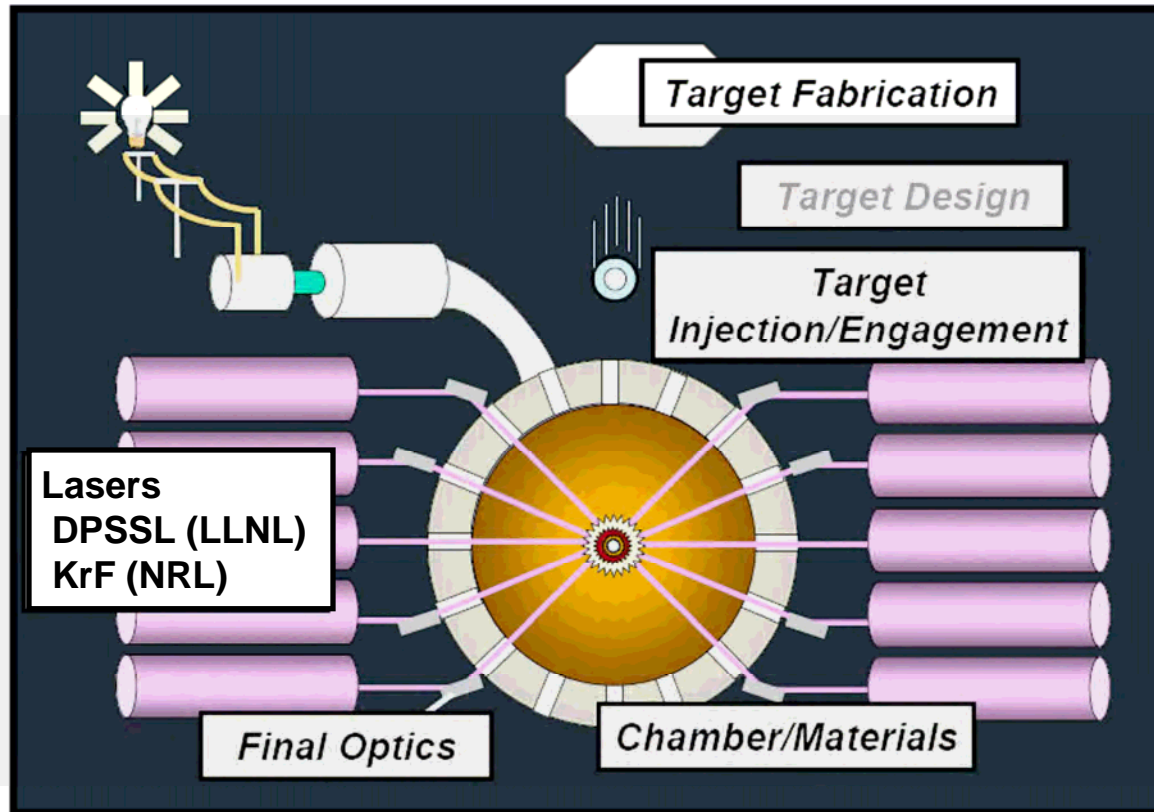 Target Fabrication
Target Design
Target
Injection/Engagement
Lasers
DPSSL (LLNL)
KrF (NRL)
Final Optics
Chamber/Materials